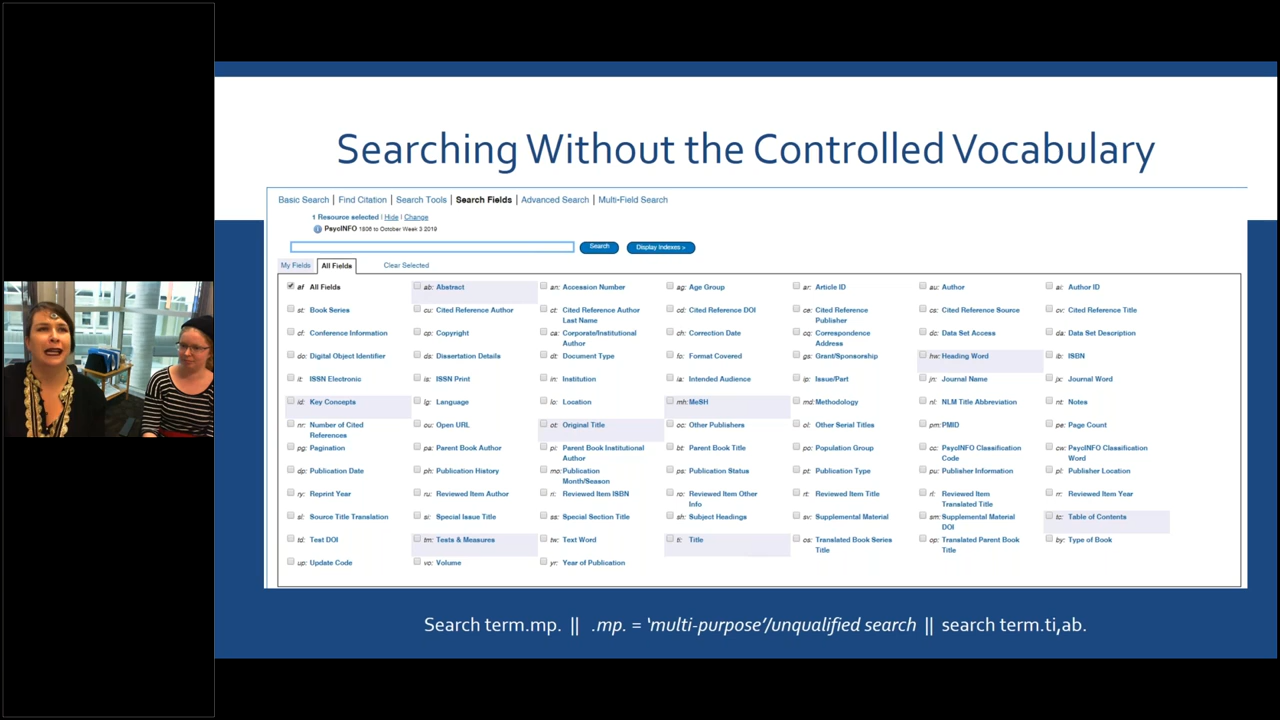 Searching Without the Controlled Vocabulary
Basic Search | Find Citation | Search Tools | Search Fields | Advanced Search | Multi-Field Search
1 Resource selected | Hide | Change
PsycINFO 1806 to October Week 3 2019
Search Display Indexes »
My Fields All Fields Clear Selected
af All Fields ab: Abstract an: Accession Number ag: Age Group ar: Article ID au: Author ai: Author ID
st: Book Series cu: Cited Reference Author ct: Cited Reference Author Last Name cd: Cited Reference DOI ce: Cited Reference Publisher cs: Cited Reference Source cv: Cited Reference Title
cf: Conference Information cp: Copyright ca: Corporate/Institutional Author ch: Correction Date cq: Correspondence Address dc: Data Set Access da: Data Set Description
do: Digital Object Identifier ds: Dissertation Details dt: Document Type fo: Format Covered gs: Grant/Sponsorship hw: Heading Word ib: ISBN
it: ISSN Electronic is: ISSN Print in: Institution ia: Intended Audience ip: Issue/Part jn: Journal Name jx: Journal Word
id: Key Concepts lg: Language lo: Location mh: MeSH md: Methodology nl: NLM Title Abbreviation nt: Notes
nr: Number of Cited References ou: Open URL ot: Original Title oc: Other Publishers ol: Other Serial Titles pm: PMID pe: Page Count
pg: Pagination pa: Parent Book Author pi: Parent Book Institutional Author bt: Parent Book Title po: Population Group cc: PsycINFO Classification Code cw: PsycINFO Classification Word
dp: Publication Date ph: Publication History mo: Publication Month/Season ps: Publication Status pt: Publication Type pu: Publisher Information pl: Publisher Location
ry: Reprint Year ru: Reviewed Item Author ri: Reviewed Item ISBN ro: Reviewed Item Other Info rt: Reviewed Item Title rl: Reviewed Item Translated Title rr: Reviewed Item Year
sl: Source Title Translation si: Special Issue Title ss: Special Section Title sh: Subject Headings sv: Supplemental Material sm: Supplemental Material DOI tc: Table of Contents
td: Test DOI tm: Tests & Measures tw: Text Word ti: Title os: Translated Book Series Title op: Translated Parent Book Title by: Type of Book
up: Update Code vo: Volume yr: Year of Publication
Search term.mp. || .mp. = ‘multi-purpose’/unqualified search || search term.ti,ab.